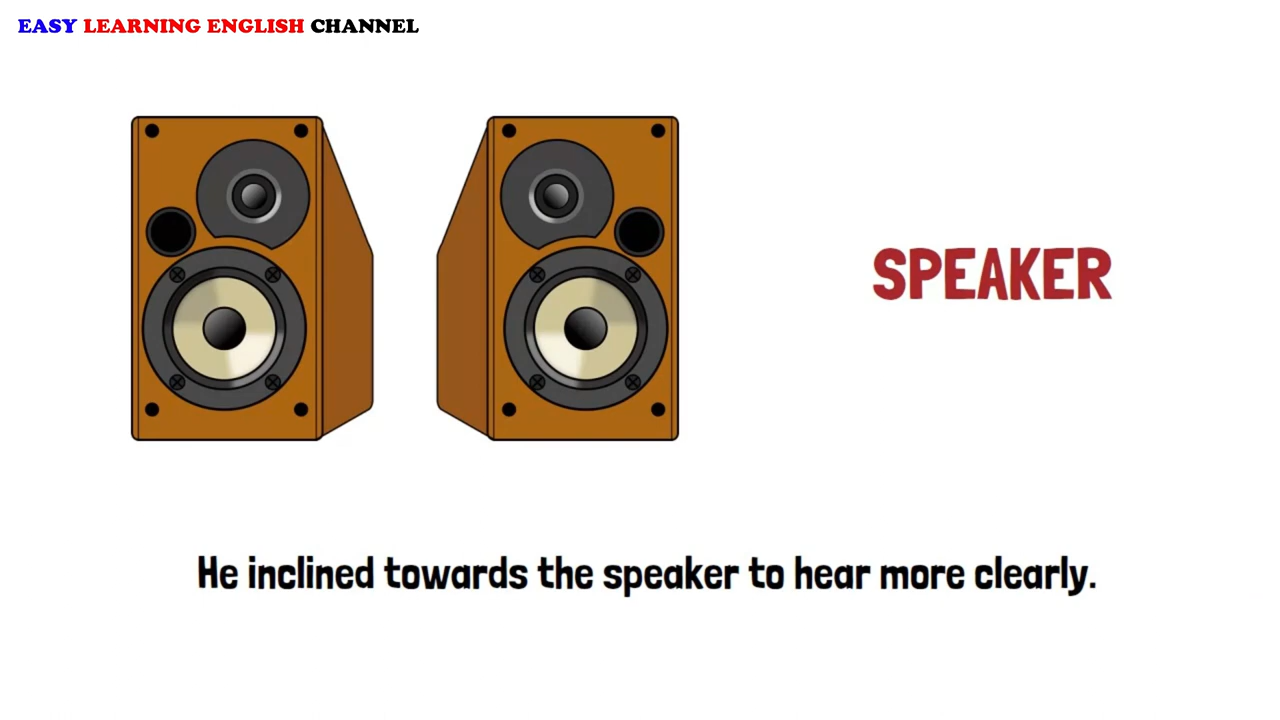 EASY LEARNING ENGLISH CHANNEL
SPEAKER
He inclined towards the speaker to hear more clearly.